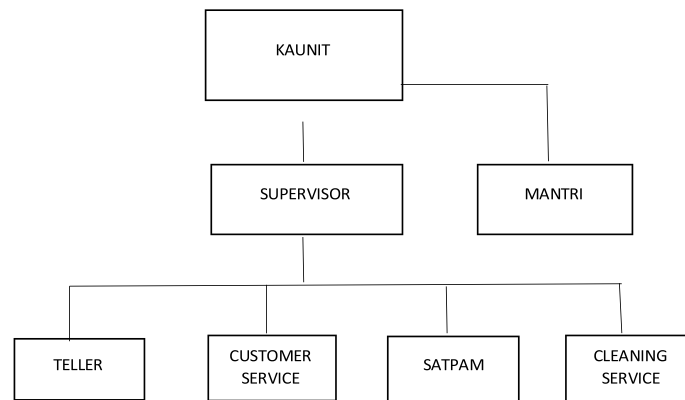 KAUNIT
SUPERVISOR
MANTRI
TELLER
CUSTOMER
SERVICE
SATPAM
CLEANING
SERVICE